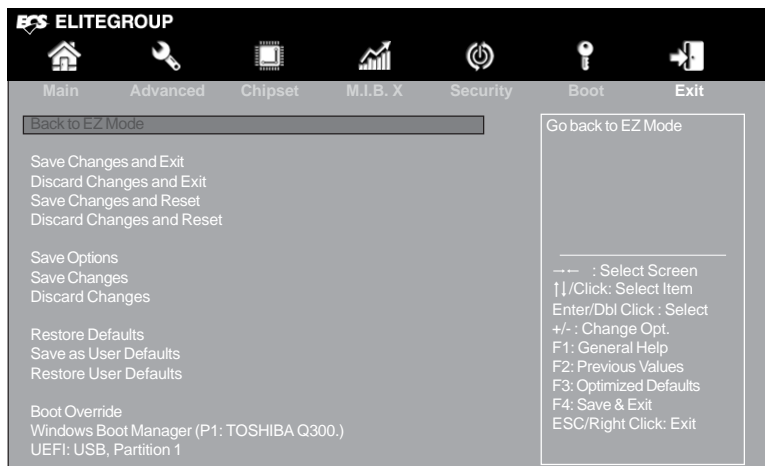 ECS ELITEGROUP
Main Advanced Chipset M.I.B. X Security Boot Exit
Back to EZ Mode
Save Changes and Exit
Discard Changes and Exit
Save Changes and Reset
Discard Changes and Reset
Save Options
Save Changes
Discard Changes
Restore Defaults
Save as User Defaults
Restore User Defaults
Boot Override
Windows Boot Manager (P1: TOSHIBA Q300.)
UEFI: USB, Partition 1
Go back to EZ Mode
→← : Select Screen
↑↓/Click: Select Item
Enter/Dbl Click : Select
+/- : Change Opt.
F1: General Help
F2: Previous Values
F3: Optimized Defaults
F4: Save & Exit
ESC/Right Click: Exit